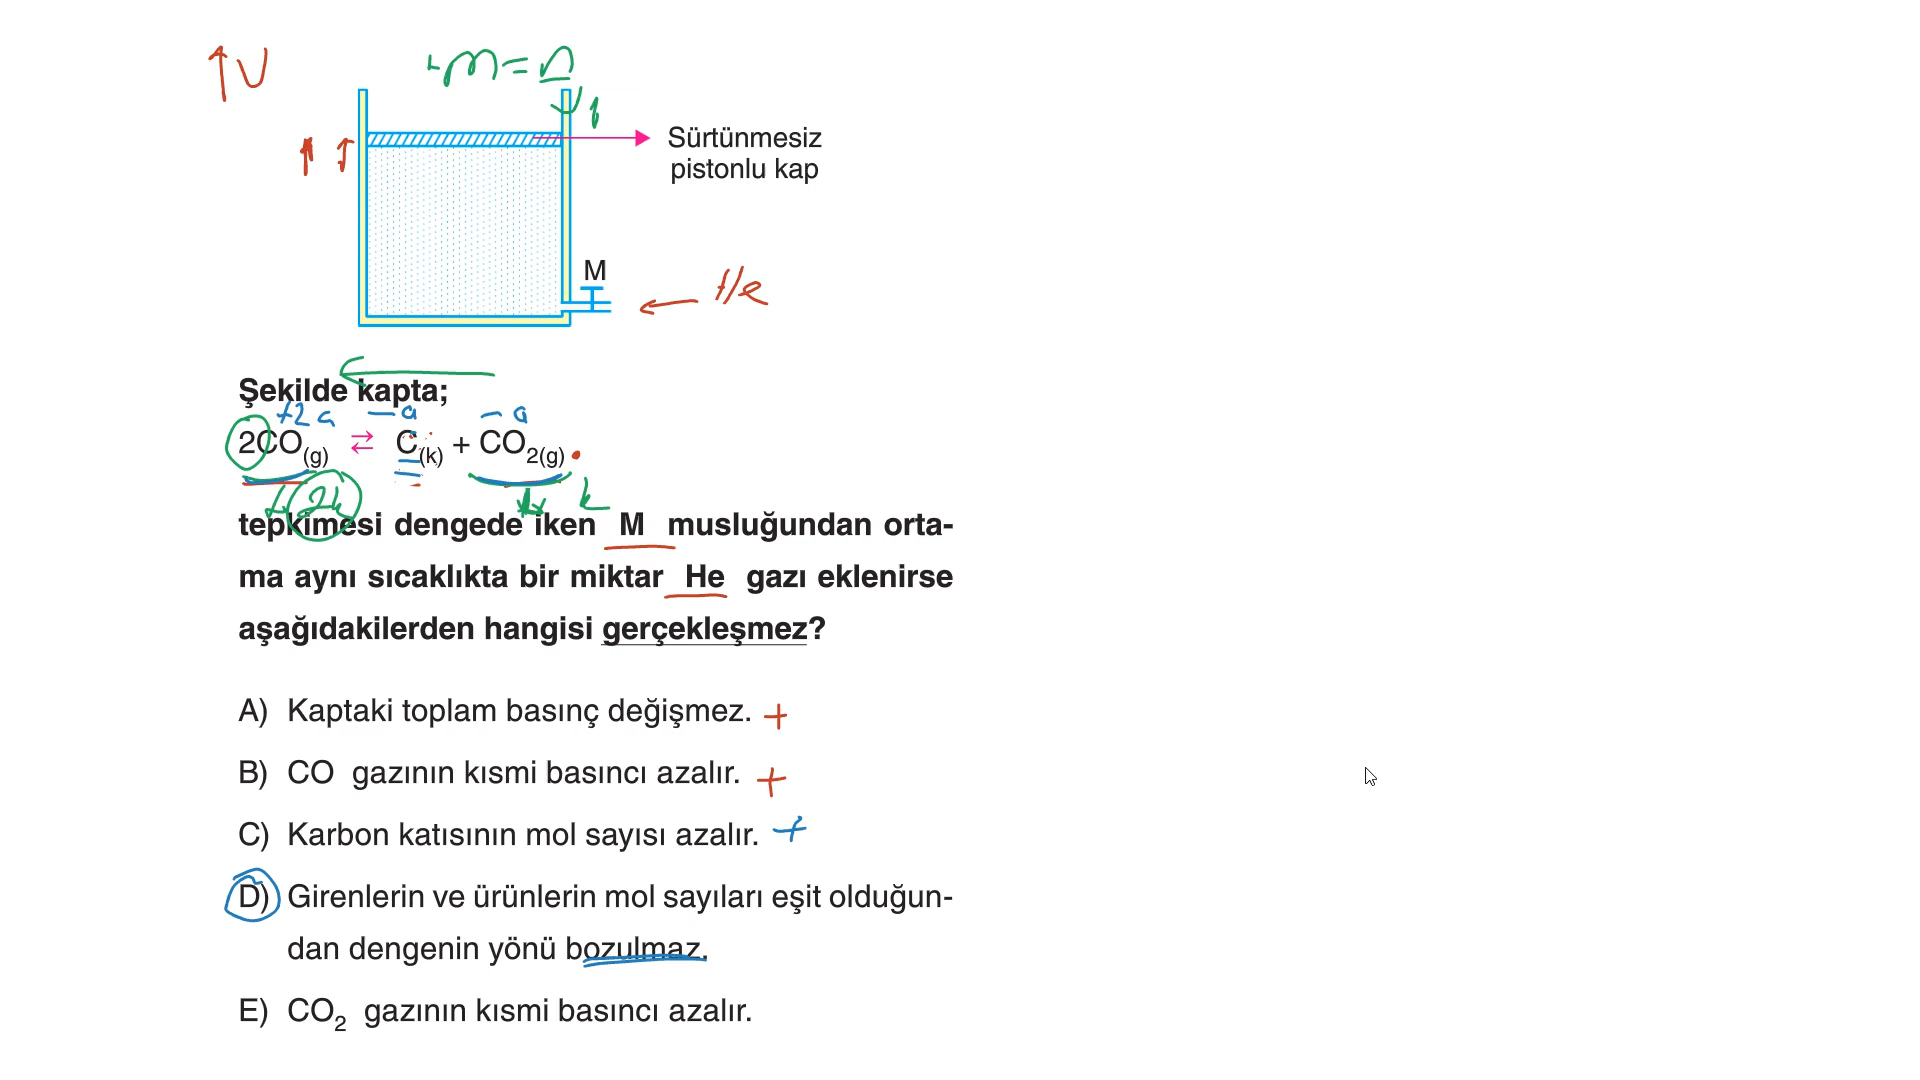 ↑V
+m = n
Sürtünmesiz
pistonlu kap
M
He
Şekilde kapta;
+2a -a -a
2CO(g) ⇄ C(k) + CO2(g)
2k k
tepkimesi dengede iken M musluğundan orta-
ma aynı sıcaklıkta bir miktar He gazı eklenirse
aşağıdakilerden hangisi gerçekleşmez?
A) Kaptaki toplam basınç değişmez. +
B) CO gazının kısmi basıncı azalır. +
C) Karbon katısının mol sayısı azalır. +
D) Girenlerin ve ürünlerin mol sayıları eşit olduğun-
dan dengenin yönü bozulmaz.
E) CO2 gazının kısmi basıncı azalır.